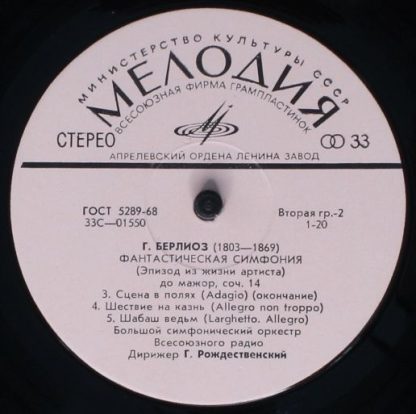 МИНИСТЕРСТВО КУЛЬТУРЫ СССР
МЕЛОДИЯ
ВСЕСОЮЗНАЯ ФИРМА ГРАМПЛАСТИНОК
СТЕРЕО
33
АПРЕЛЕВСКИЙ ОРДЕНА ЛЕНИНА ЗАВОД
ГОСТ 5289-68
Вторая гр.-2
33С—01550
1-20
Г. БЕРЛИОЗ (1803—1869)
ФАНТАСТИЧЕСКАЯ СИМФОНИЯ
(Эпизод из жизни артиста)
до мажор, соч. 14
3. Сцена в полях (Adagio) (окончание)
4. Шествие на казнь (Allegro non troppo)
5. Шабаш ведьм (Larghetto. Allegro)
Большой симфонический оркестр
Всесоюзного радио
Дирижер Г. Рождественский